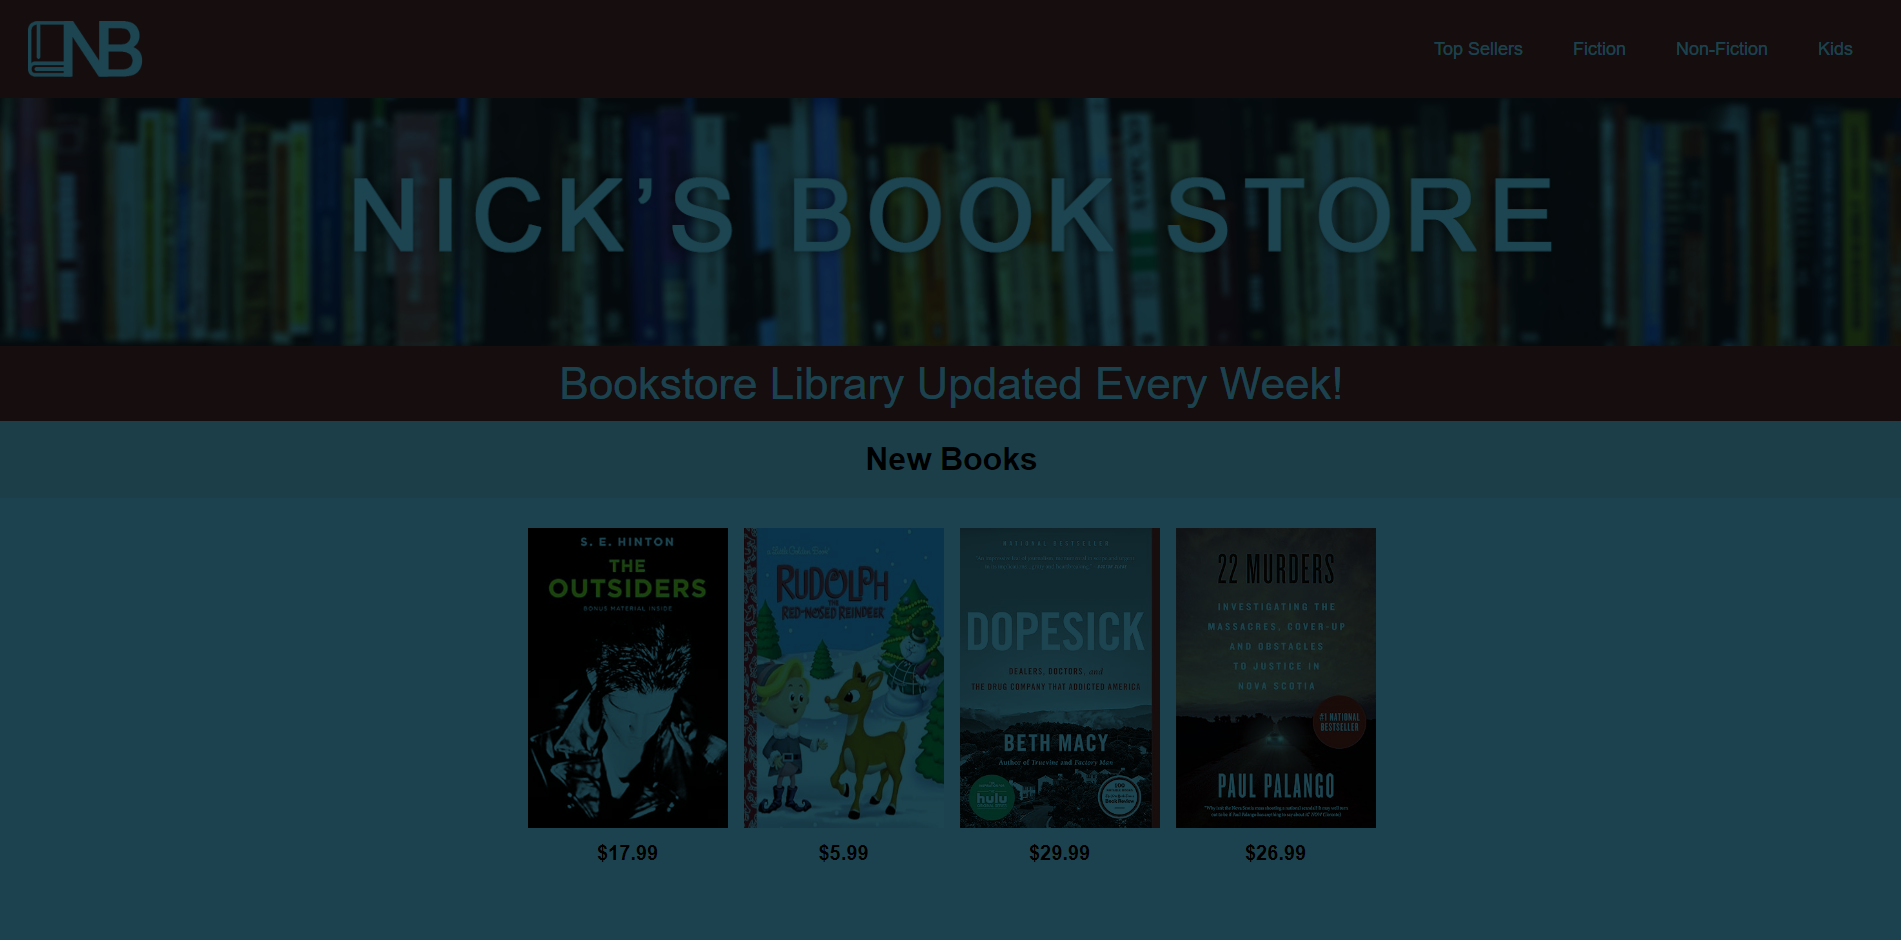 NB
Top Sellers Fiction Non-Fiction Kids
NICK'S BOOK STORE
Bookstore Library Updated Every Week!
New Books
S. E. HINTON
THE
OUTSIDERS
BONUS MATERIAL INSIDE
$17.99
a Little Golden Book
RUDOLPH
THE
RED-NOSED REINDEER
$5.99
NATIONAL BESTSELLER
DOPESICK
DEALERS, DOCTORS, and
THE DRUG COMPANY THAT ADDICTED AMERICA
BETH MACY
Author of Truevine and Factory Man
hulu
$29.99
22 MURDERS
INVESTIGATING THE
MASSACRES, COVER-UP
AND OBSTACLES
TO JUSTICE IN
NOVA SCOTIA
#1 NATIONAL
BESTSELLER
PAUL PALANGO
$26.99